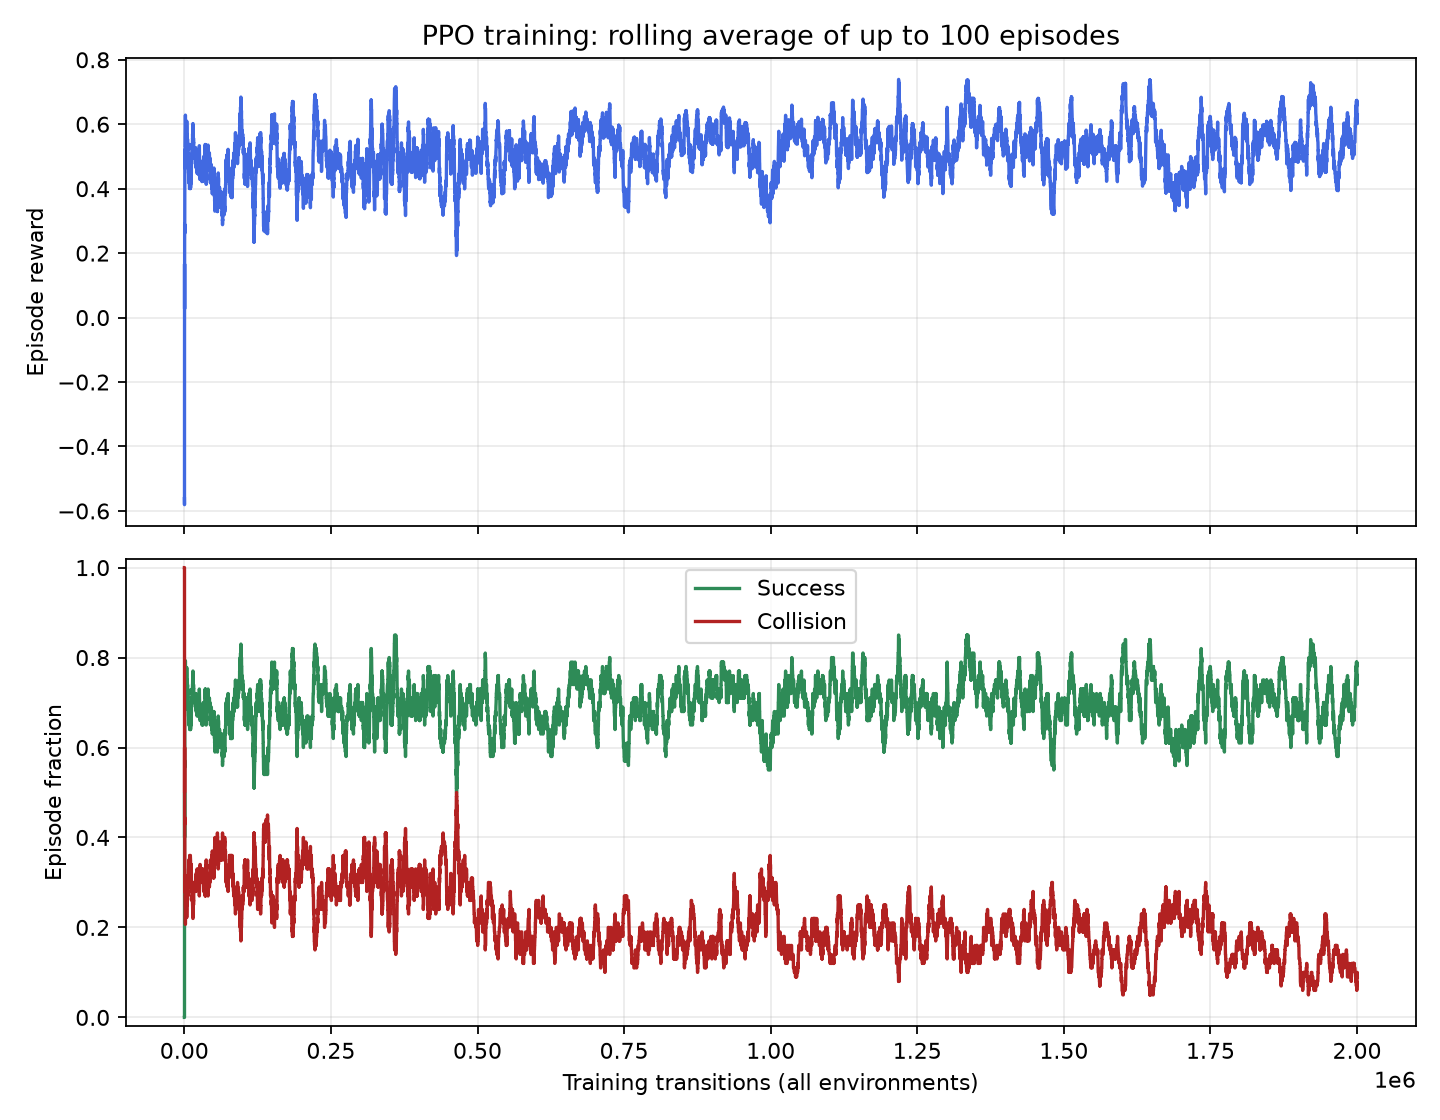 PPO training: rolling average of up to 100 episodes
0.8
0.6
0.4
0.2
0.0
−0.2
−0.4
−0.6
Episode reward
1.0
0.8
0.6
0.4
0.2
0.0
Episode fraction
Success
Collision
0.00 0.25 0.50 0.75 1.00 1.25 1.50 1.75 2.00
1e6
Training transitions (all environments)